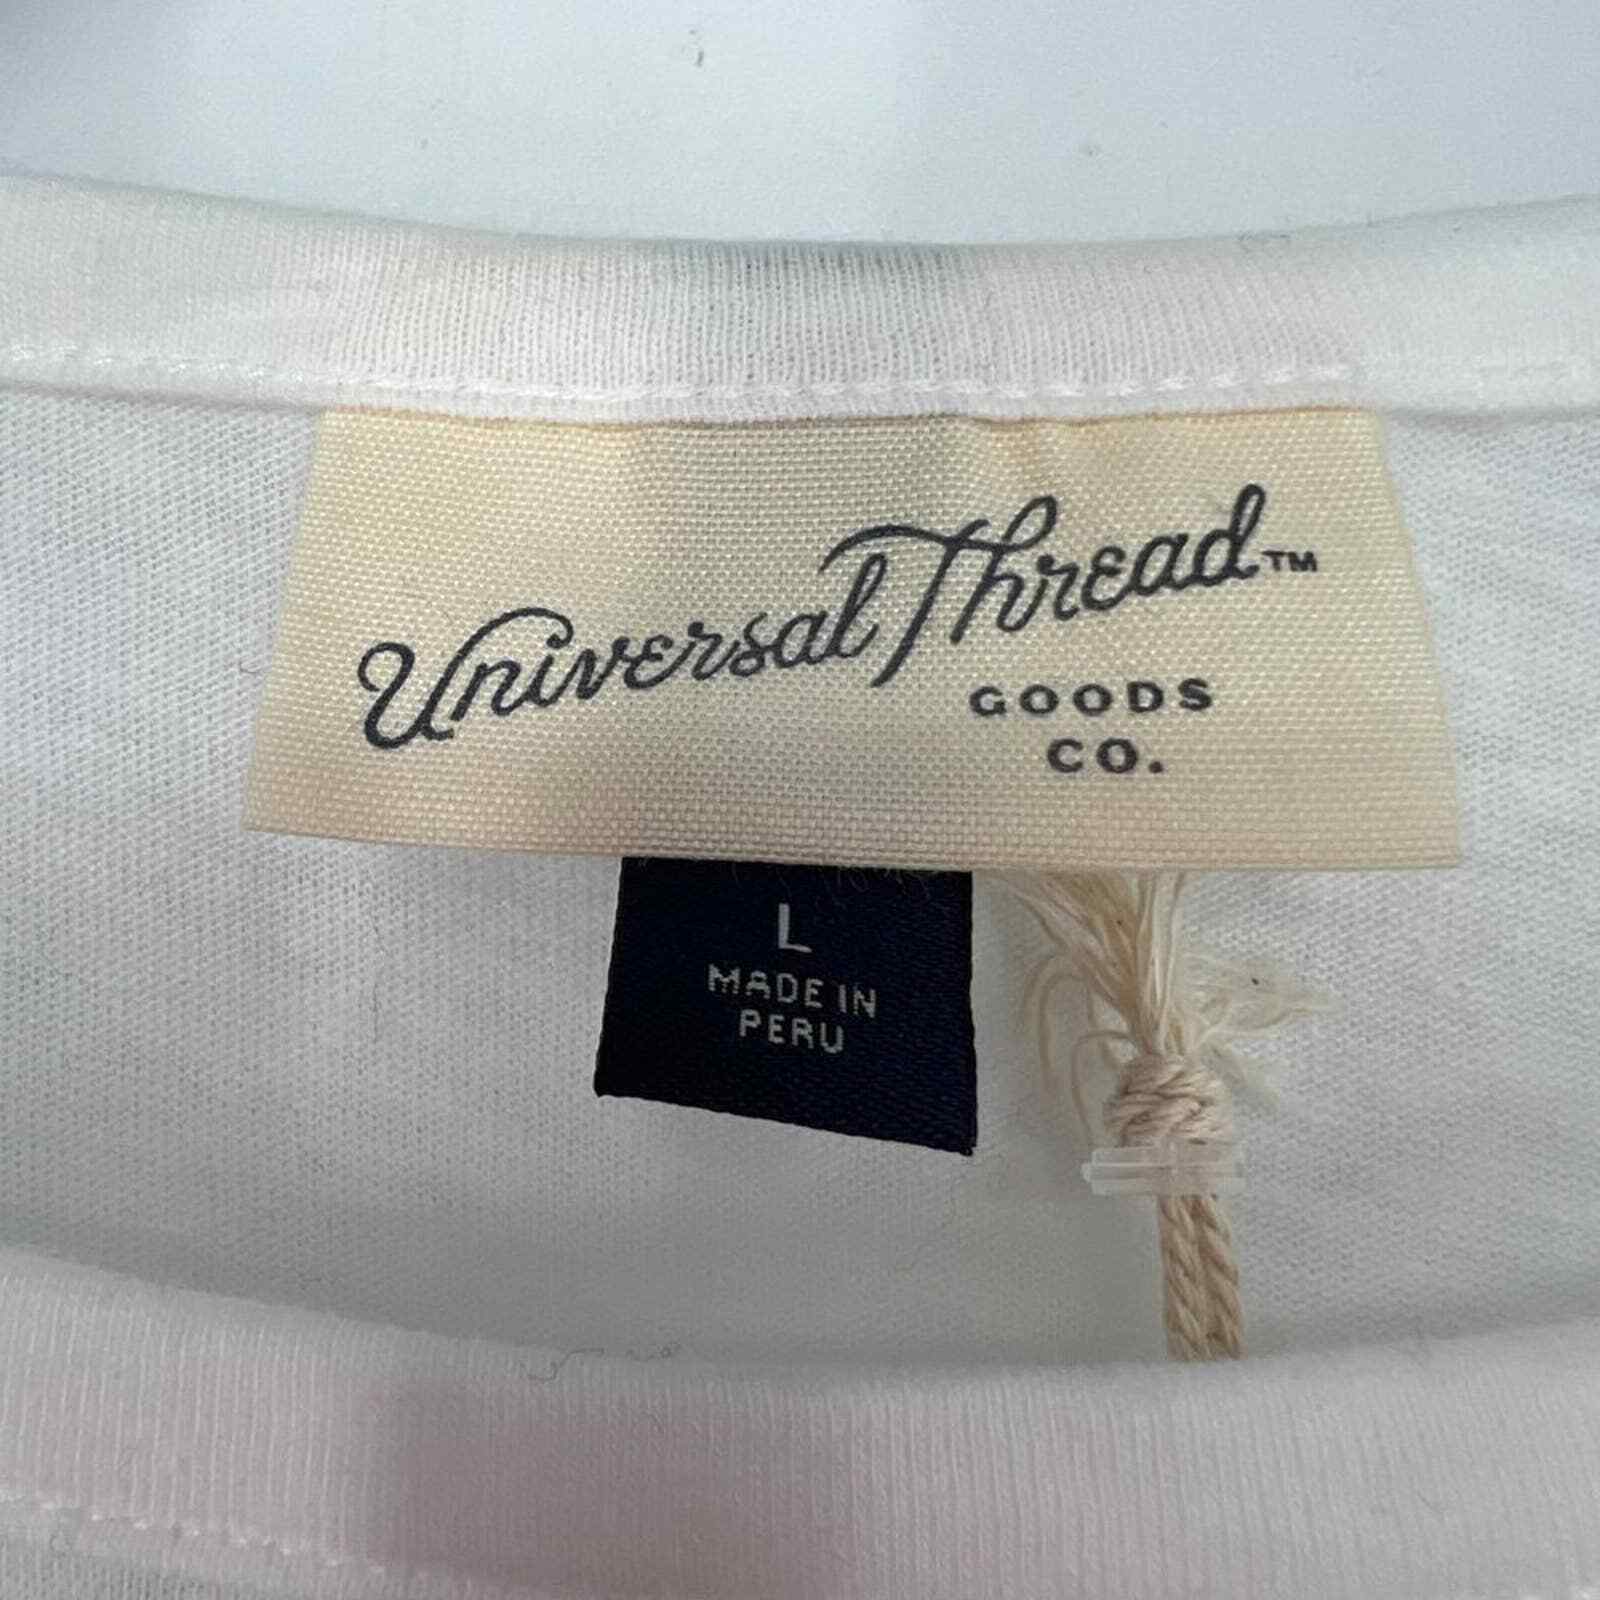 Universal Thread™
GOODS
CO.
L
MADE IN
PERU